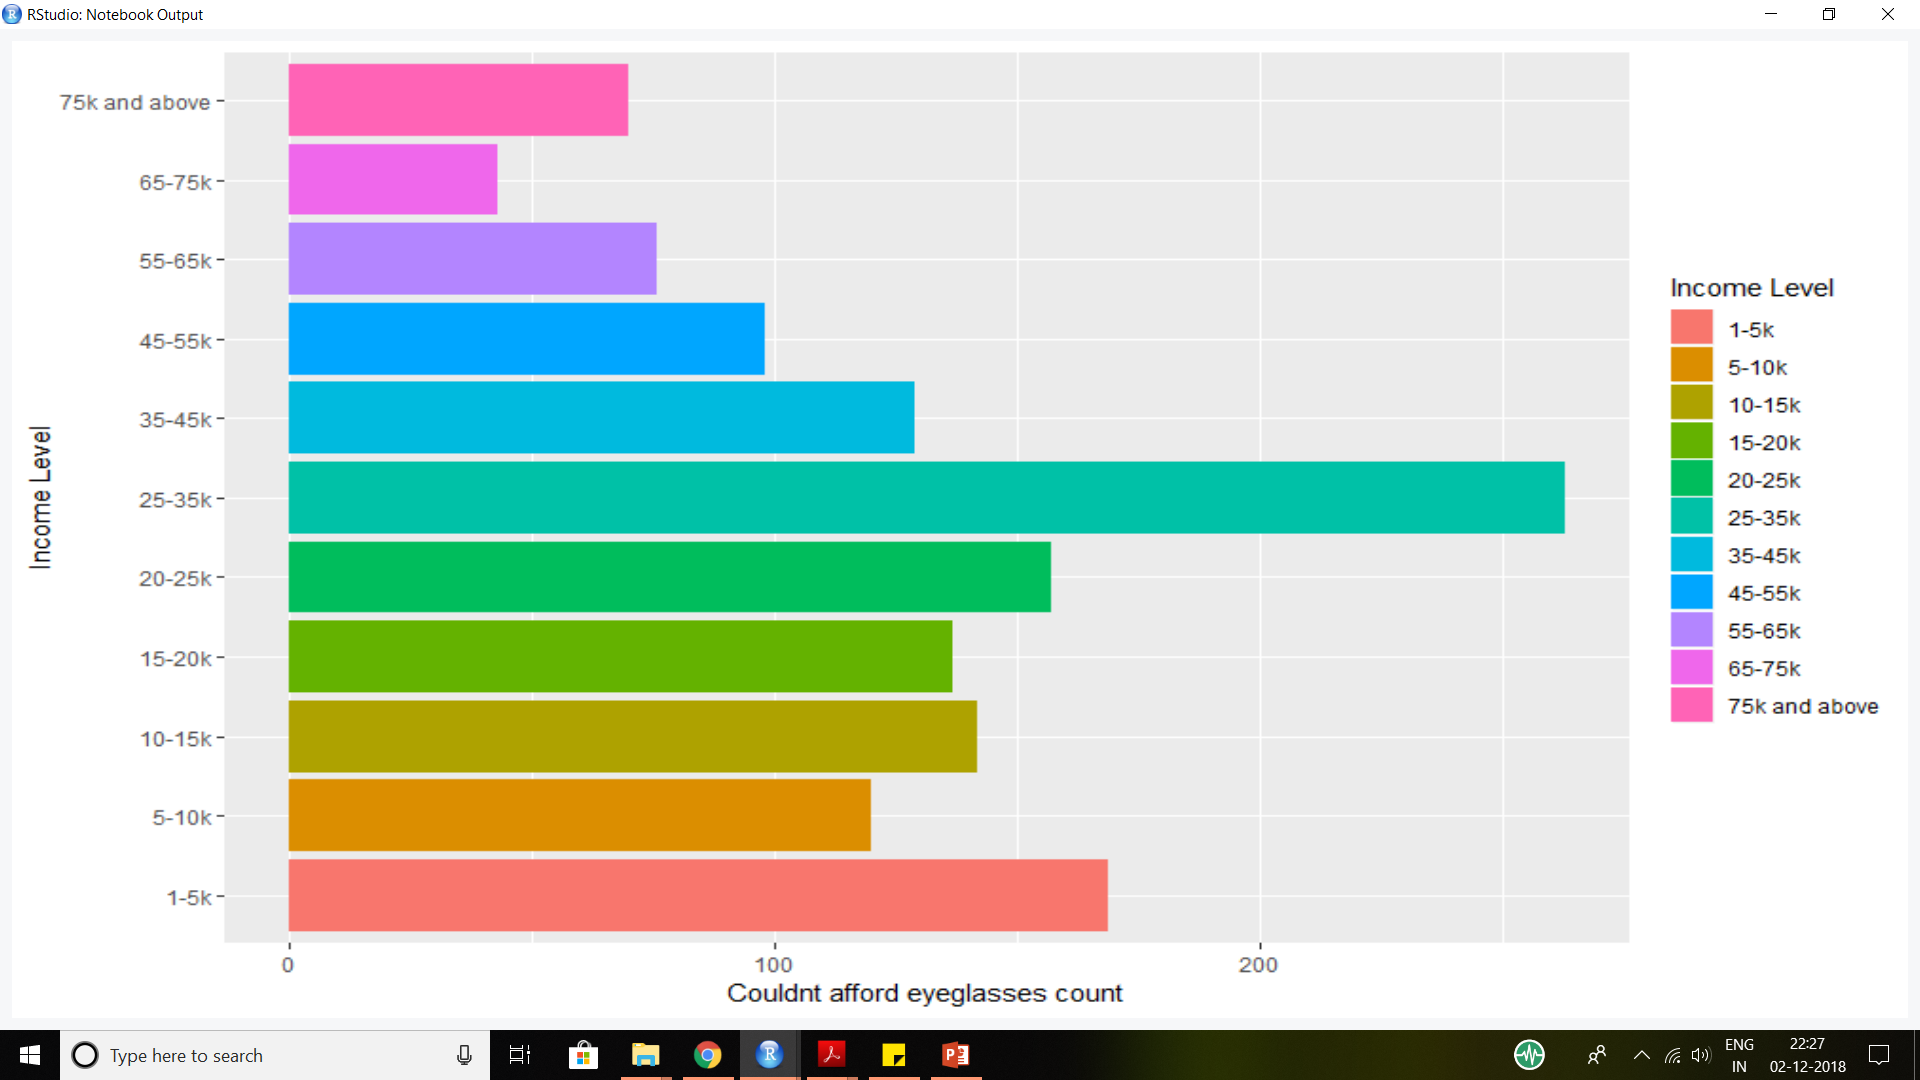 RStudio: Notebook Output
75k and above
65-75k
55-65k
45-55k
35-45k
25-35k
20-25k
15-20k
10-15k
5-10k
1-5k
Income Level
0
100
200
Couldnt afford eyeglasses count
Income Level
1-5k
5-10k
10-15k
15-20k
20-25k
25-35k
35-45k
45-55k
55-65k
65-75k
75k and above
Type here to search
ENG
IN
22:27
02-12-2018